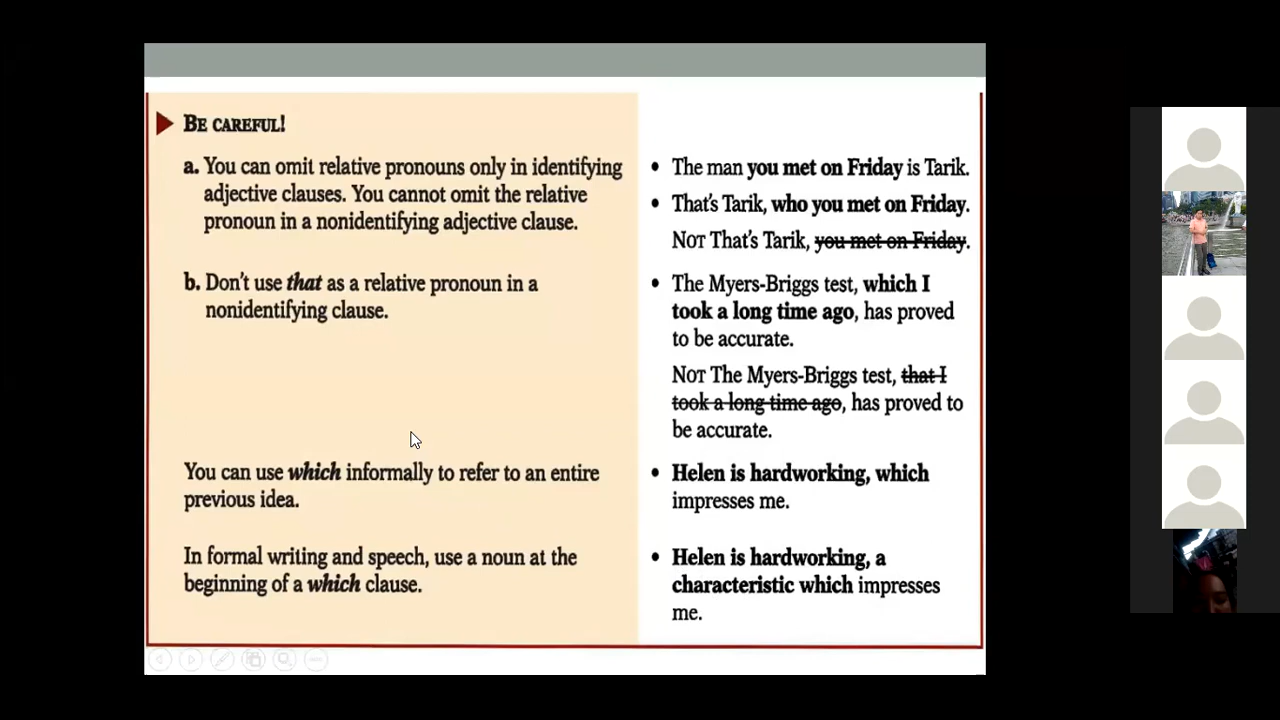 BE CAREFUL!
a. You can omit relative pronouns only in identifying
adjective clauses. You cannot omit the relative
pronoun in a nonidentifying adjective clause.
• The man you met on Friday is Tarik.
• That's Tarik, who you met on Friday.
NOT That's Tarik, you met on Friday.
b. Don't use that as a relative pronoun in a
nonidentifying clause.
• The Myers-Briggs test, which I
took a long time ago, has proved
to be accurate.
NOT The Myers-Briggs test, that I
took a long time ago, has proved to
be accurate.
You can use which informally to refer to an entire
previous idea.
• Helen is hardworking, which
impresses me.
In formal writing and speech, use a noun at the
beginning of a which clause.
• Helen is hardworking, a
characteristic which impresses
me.